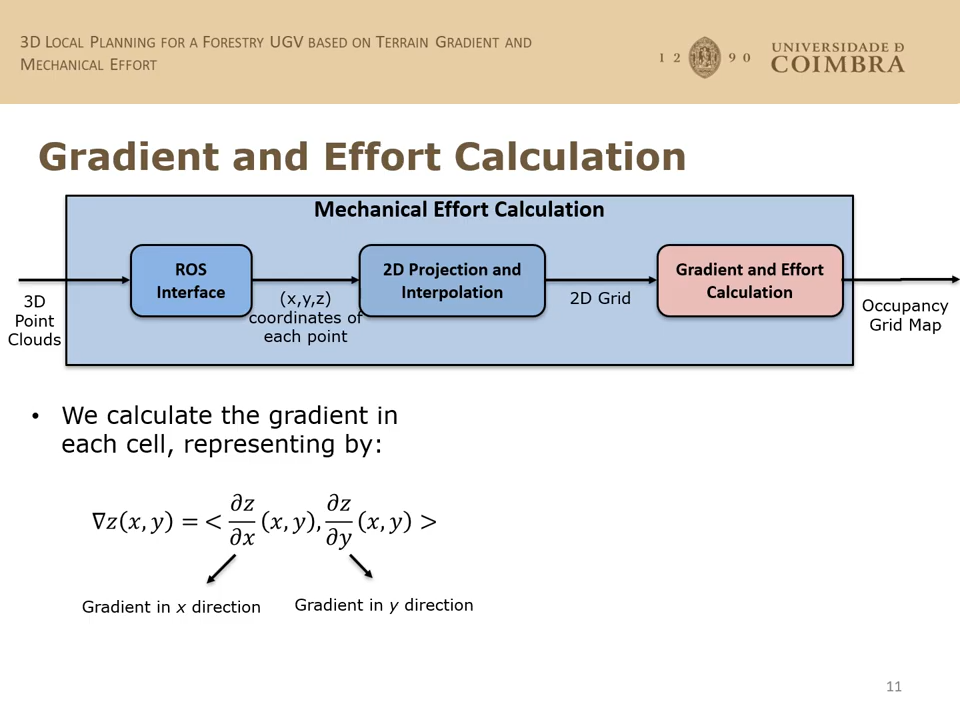 3D LOCAL PLANNING FOR A FORESTRY UGV BASED ON TERRAIN GRADIENT AND
MECHANICAL EFFORT
1 2 9 0
UNIVERSIDADE Ð
COIMBRA
Gradient and Effort Calculation
Mechanical Effort Calculation
3D
Point
Clouds
ROS
Interface
(x,y,z)
coordinates of
each point
2D Projection and
Interpolation
2D Grid
Gradient and Effort
Calculation
Occupancy
Grid Map
• We calculate the gradient in
each cell, representing by:
∇z(x, y) = < ∂z/∂x (x, y), ∂z/∂y (x, y) >
Gradient in x direction
Gradient in y direction
11